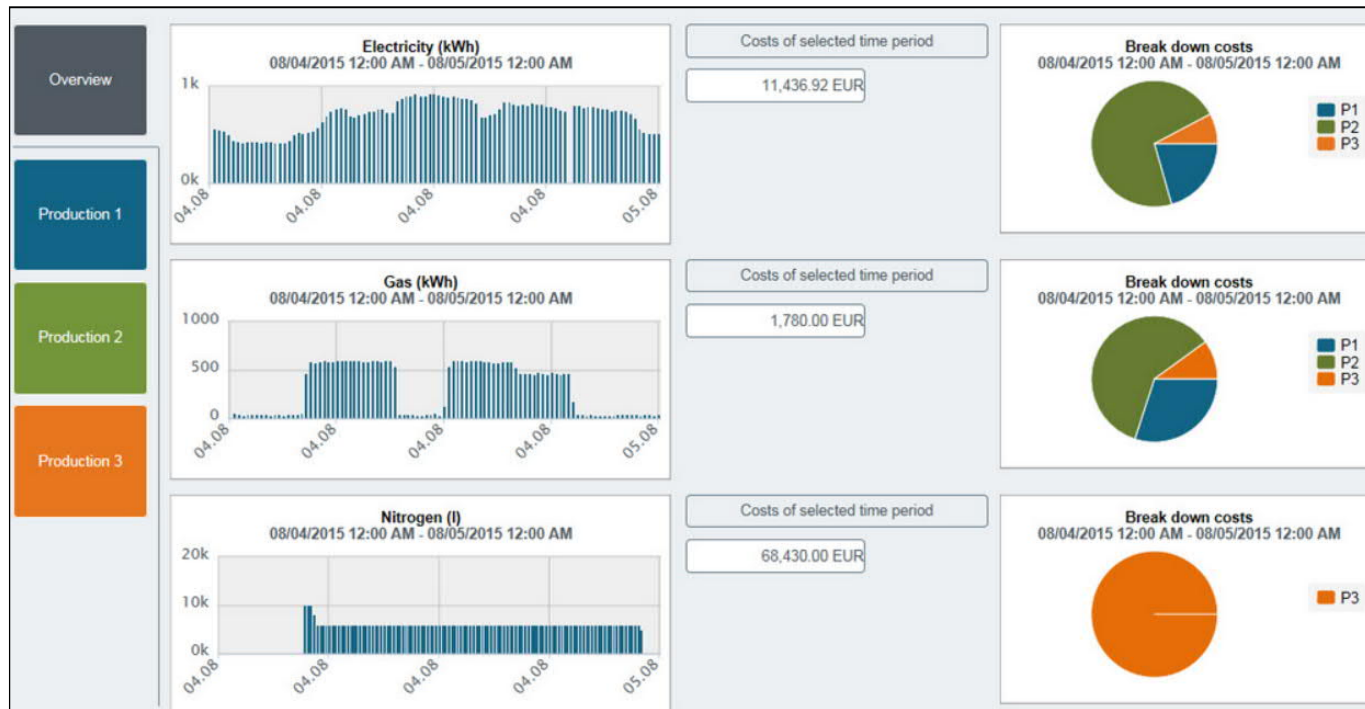 Overview
Production 1
Production 2
Production 3
Electricity (kWh)
08/04/2015 12:00 AM - 08/05/2015 12:00 AM
1k
0k
04.08
04.08
04.08
04.08
05.08
Costs of selected time period
11,436.92 EUR
Break down costs
08/04/2015 12:00 AM - 08/05/2015 12:00 AM
P1
P2
P3
Gas (kWh)
08/04/2015 12:00 AM - 08/05/2015 12:00 AM
1000
500
0
04.08
04.08
04.08
04.08
05.08
Costs of selected time period
1,780.00 EUR
Break down costs
08/04/2015 12:00 AM - 08/05/2015 12:00 AM
P1
P2
P3
Nitrogen (l)
08/04/2015 12:00 AM - 08/05/2015 12:00 AM
20k
10k
0k
04.08
04.08
04.08
04.08
05.08
Costs of selected time period
68,430.00 EUR
Break down costs
08/04/2015 12:00 AM - 08/05/2015 12:00 AM
P3